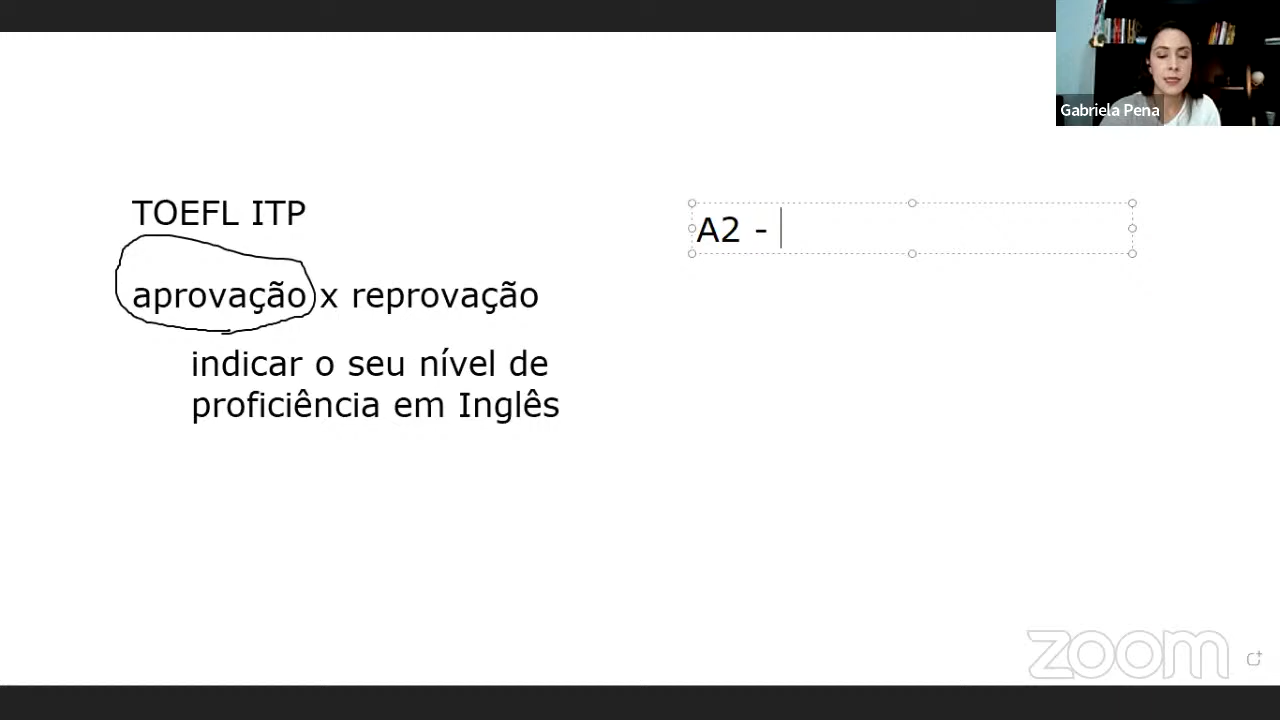 Gabriela Pena
TOEFL ITP
aprovação x reprovação
indicar o seu nível de
proficiência em Inglês
A2 -
zoom